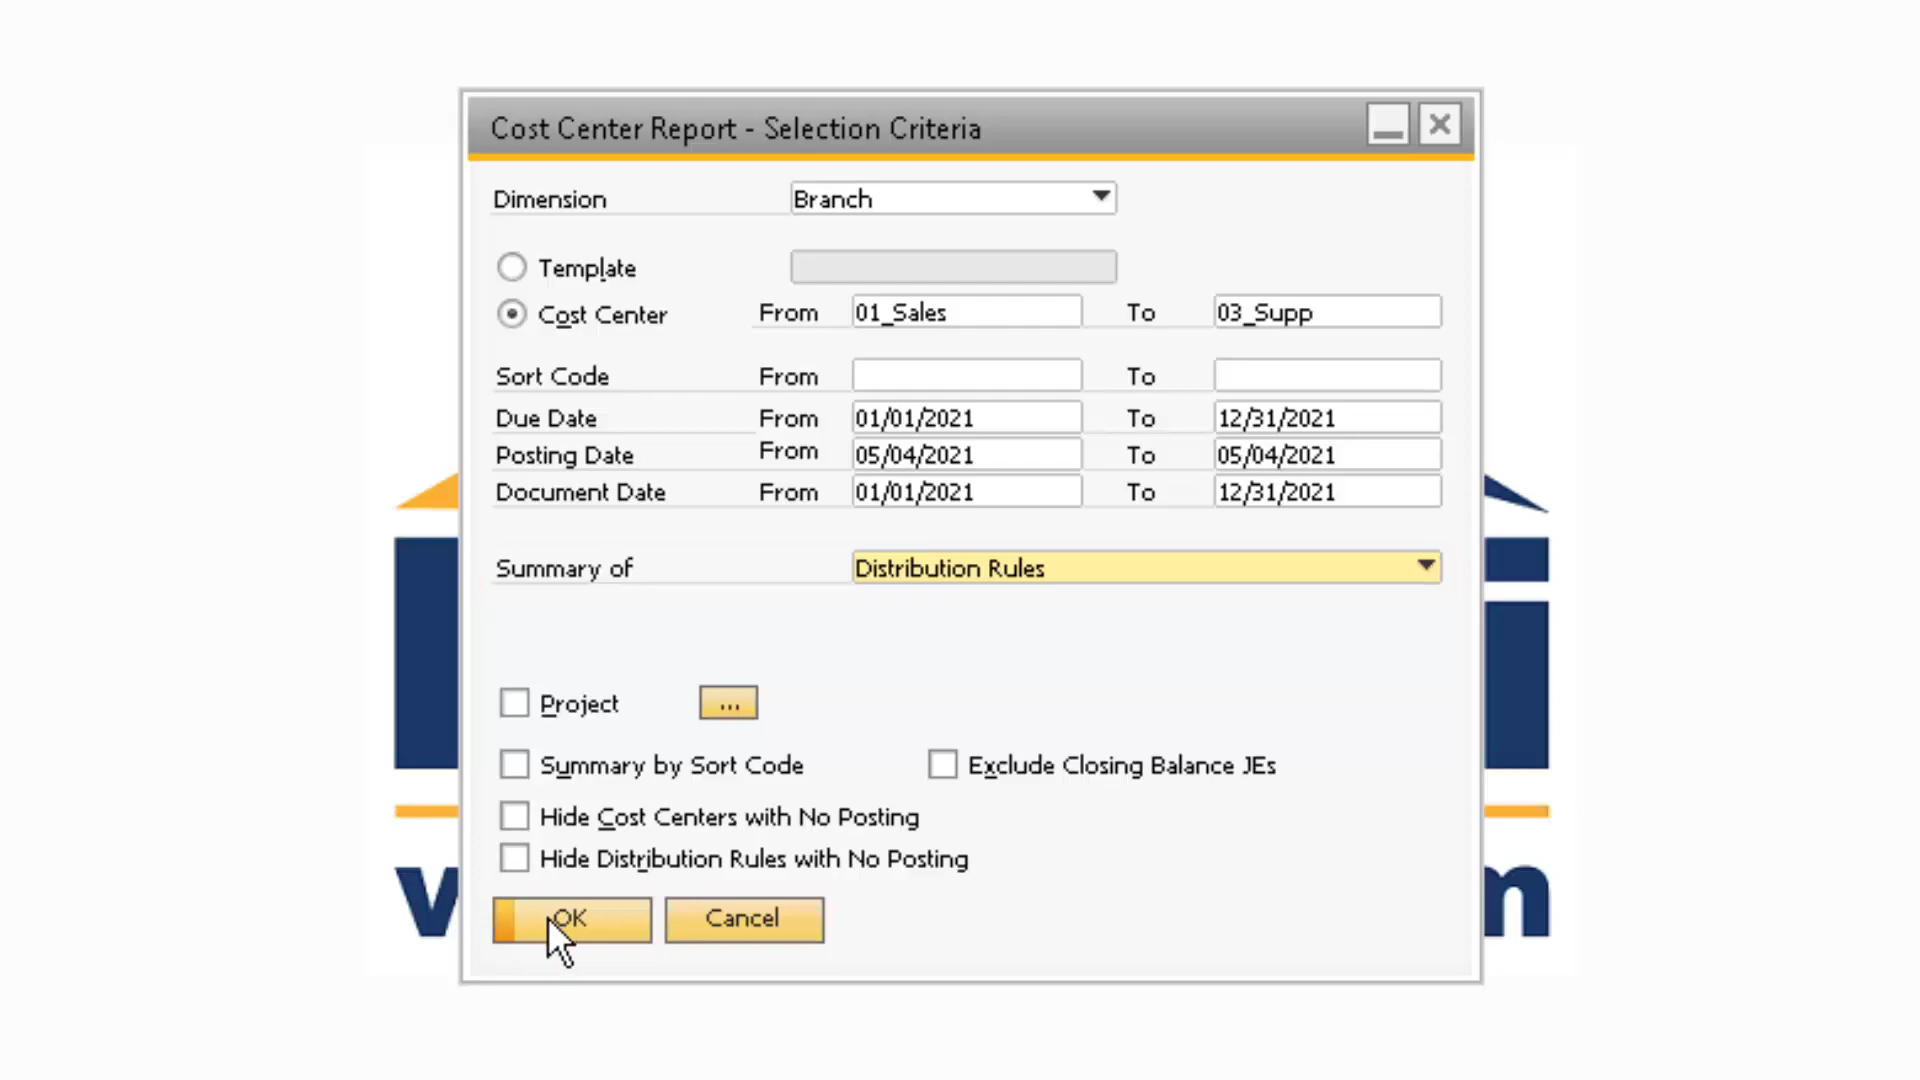 Cost Center Report - Selection Criteria
Dimension Branch
Template
Cost Center From 01_Sales To 03_Supp
Sort Code From To
Due Date From 01/01/2021 To 12/31/2021
Posting Date From 05/04/2021 To 05/04/2021
Document Date From 01/01/2021 To 12/31/2021
Summary of Distribution Rules
Project ...
Summary by Sort Code Exclude Closing Balance JEs
Hide Cost Centers with No Posting
Hide Distribution Rules with No Posting
OK Cancel